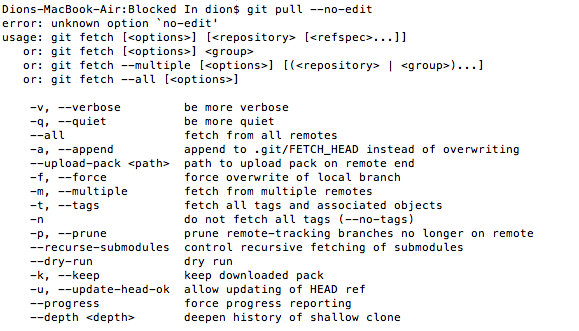 Dions-MacBook-Air:Blocked In dion$ git pull --no-edit
error: unknown option `no-edit'
usage: git fetch [<options>] [<repository> [<refspec>...]]
   or: git fetch [<options>] <group>
   or: git fetch --multiple [<options>] [(<repository> | <group>)...]
   or: git fetch --all [<options>]

    -v, --verbose         be more verbose
    -q, --quiet           be more quiet
    --all                 fetch from all remotes
    -a, --append          append to .git/FETCH_HEAD instead of overwriting
    --upload-pack <path>  path to upload pack on remote end
    -f, --force           force overwrite of local branch
    -m, --multiple        fetch from multiple remotes
    -t, --tags            fetch all tags and associated objects
    -n                    do not fetch all tags (--no-tags)
    -p, --prune           prune remote-tracking branches no longer on remote
    --recurse-submodules  control recursive fetching of submodules
    --dry-run             dry run
    -k, --keep            keep downloaded pack
    -u, --update-head-ok  allow updating of HEAD ref
    --progress            force progress reporting
    --depth <depth>       deepen history of shallow clone